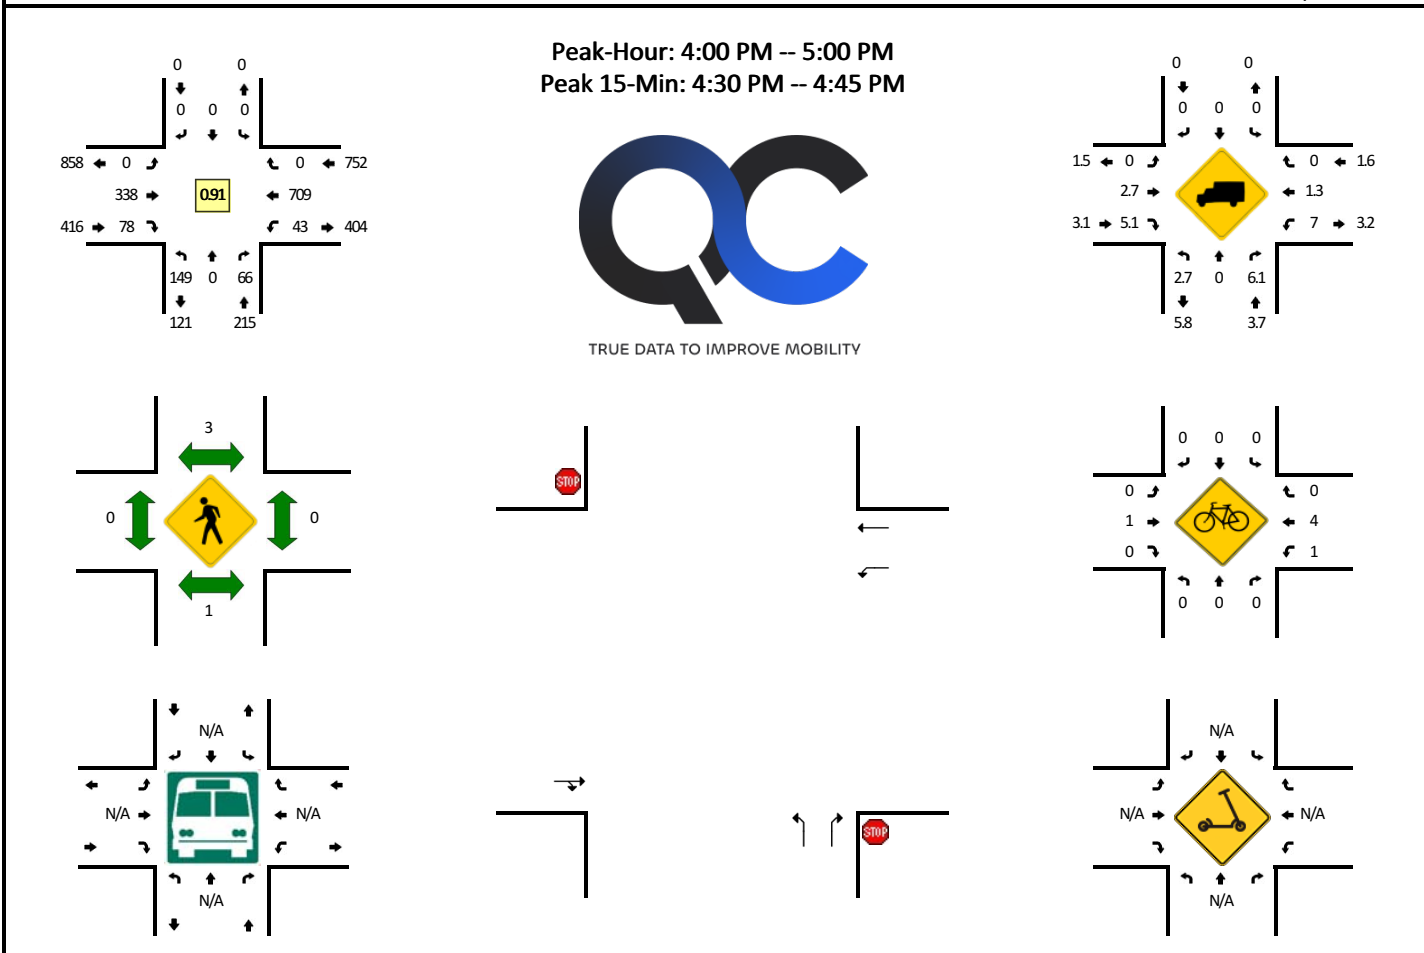 Peak-Hour: 4:00 PM -- 5:00 PM
Peak 15-Min: 4:30 PM -- 4:45 PM
0 0
0 0 0
858 0 0 752
338 0.91 709
416 78 43 404
149 0 66
121 215
QC
TRUE DATA TO IMPROVE MOBILITY
0 0
0 0 0
1.5 0 0 1.6
2.7 1.3
3.1 5.1 7 3.2
2.7 0 6.1
5.8 3.7
3
0 0
1
STOP
STOP
0 0 0
0 0
1 4
0 1
0 0 0
N/A
N/A N/A
N/A
N/A
N/A N/A
N/A